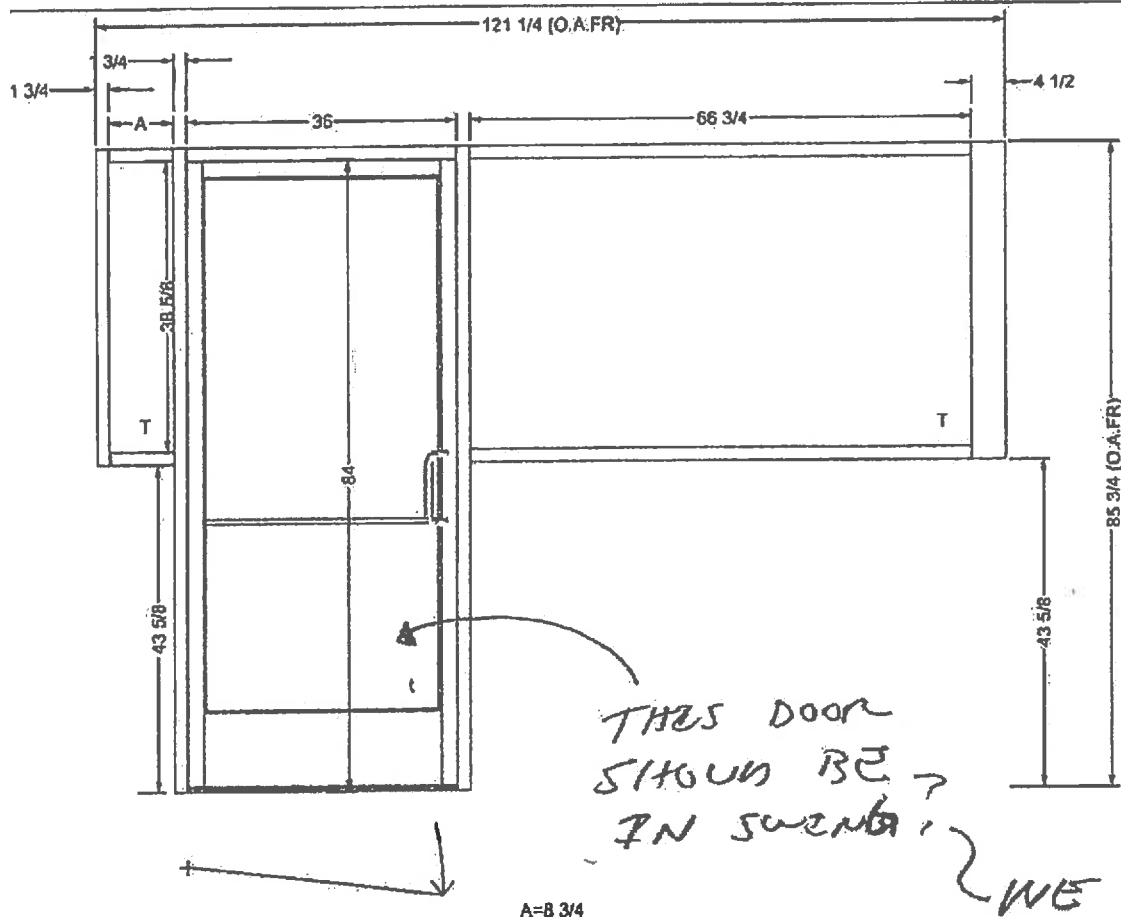 121 1/4 (O.A.FR)
3/4
1 3/4
A
36
66 3/4
4 1/2
38 5/8
T
T
84
85 3/4 (O.A.FR)
43 5/8
43 5/8
THIS DOOR
SHOULD BE
IN SWING?
WE
A=8 3/4